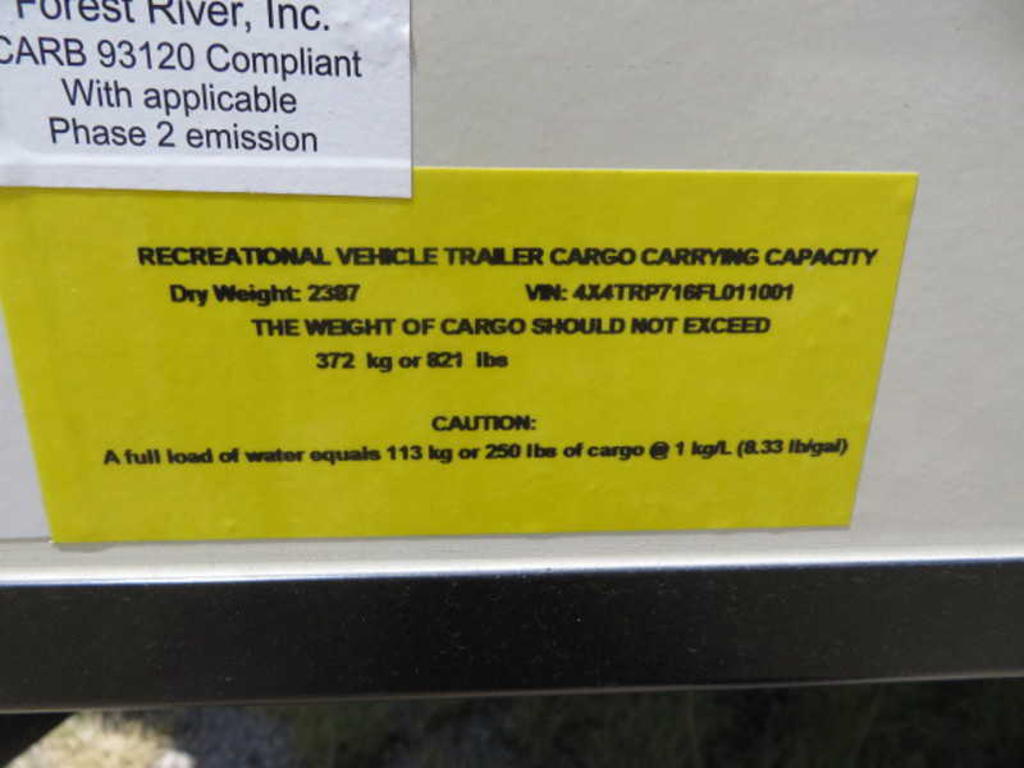 Forest River, Inc.
CARB 93120 Compliant
With applicable
Phase 2 emission
RECREATIONAL VEHICLE TRAILER CARGO CARRYING CAPACITY
Dry Weight: 2387 VIN: 4X4TRP716FL011001
THE WEIGHT OF CARGO SHOULD NOT EXCEED
372 kg or 821 lbs
CAUTION:
A full load of water equals 113 kg or 250 lbs of cargo @ 1 kg/L (8.33 lb/gal)